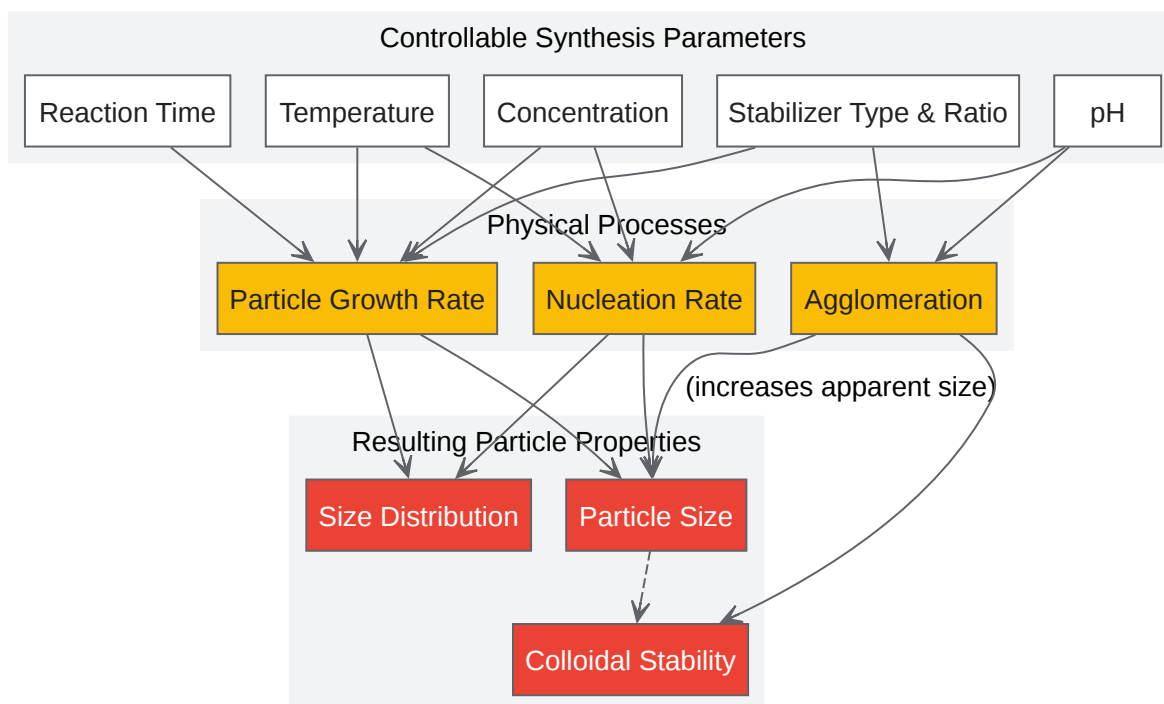 Controllable Synthesis Parameters
Reaction Time
Temperature
Concentration
Stabilizer Type & Ratio
pH
Physical Processes
Particle Growth Rate
Nucleation Rate
Agglomeration
(increases apparent size)
Resulting Particle Properties
Size Distribution
Particle Size
Colloidal Stability